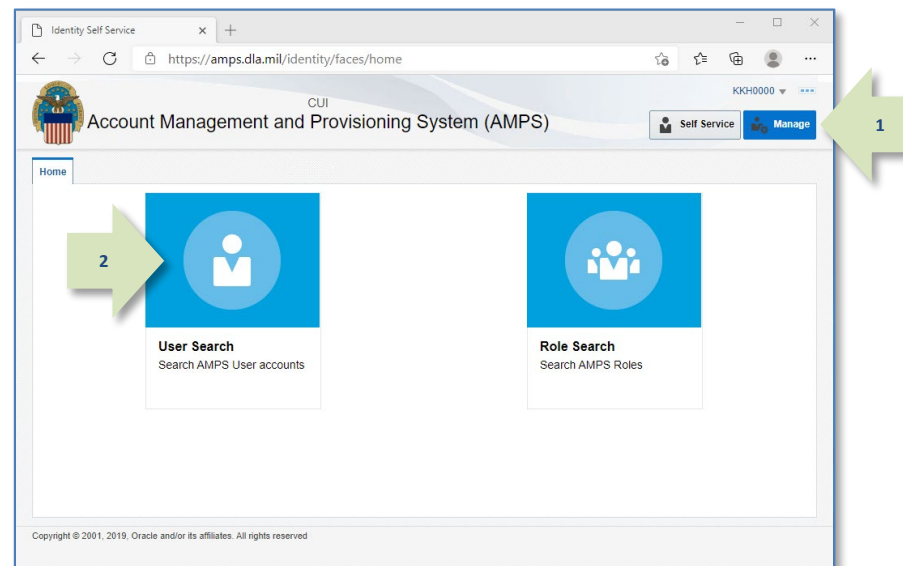 Identity Self Service
https://amps.dla.mil/identity/faces/home
KKH0000
CUI
Account Management and Provisioning System (AMPS)
Self Service
Manage
1
Home
2
User Search
Search AMPS User accounts
Role Search
Search AMPS Roles
Copyright © 2001, 2019, Oracle and/or its affiliates. All rights reserved